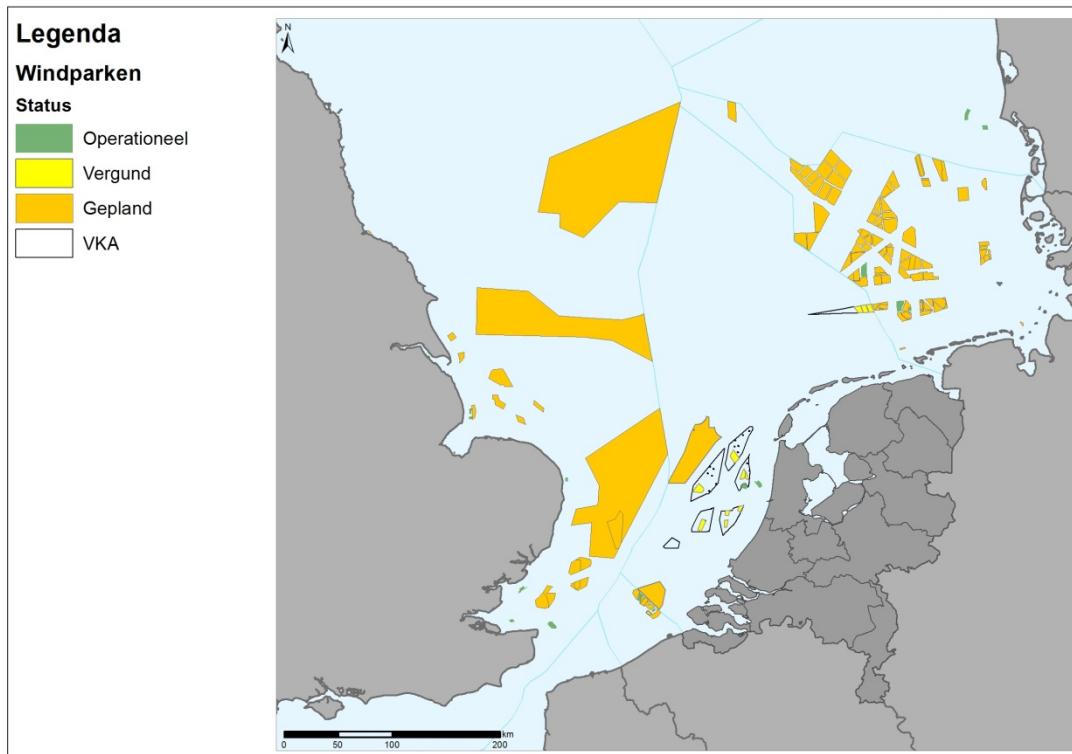 Legenda
Windparken
Status
Operationeel
Vergund
Gepland
VKA
N
km
0 50 100 200